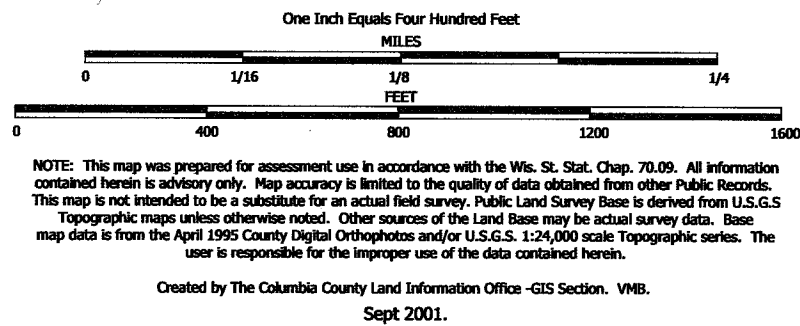 One Inch Equals Four Hundred Feet
MILES
0 1/16 1/8 1/4
FEET
0 400 800 1200 1600
NOTE: This map was prepared for assessment use in accordance with the Wis. St. Stat. Chap. 70.09. All information
contained herein is advisory only. Map accuracy is limited to the quality of data obtained from other Public Records.
This map is not intended to be a substitute for an actual field survey. Public Land Survey Base is derived from U.S.G.S
Topographic maps unless otherwise noted. Other sources of the Land Base may be actual survey data. Base
map data is from the April 1995 County Digital Orthophotos and/or U.S.G.S. 1:24,000 scale Topographic series. The
user is responsible for the improper use of the data contained herein.
Created by The Columbia County Land Information Office -GIS Section. VMB.
Sept 2001.